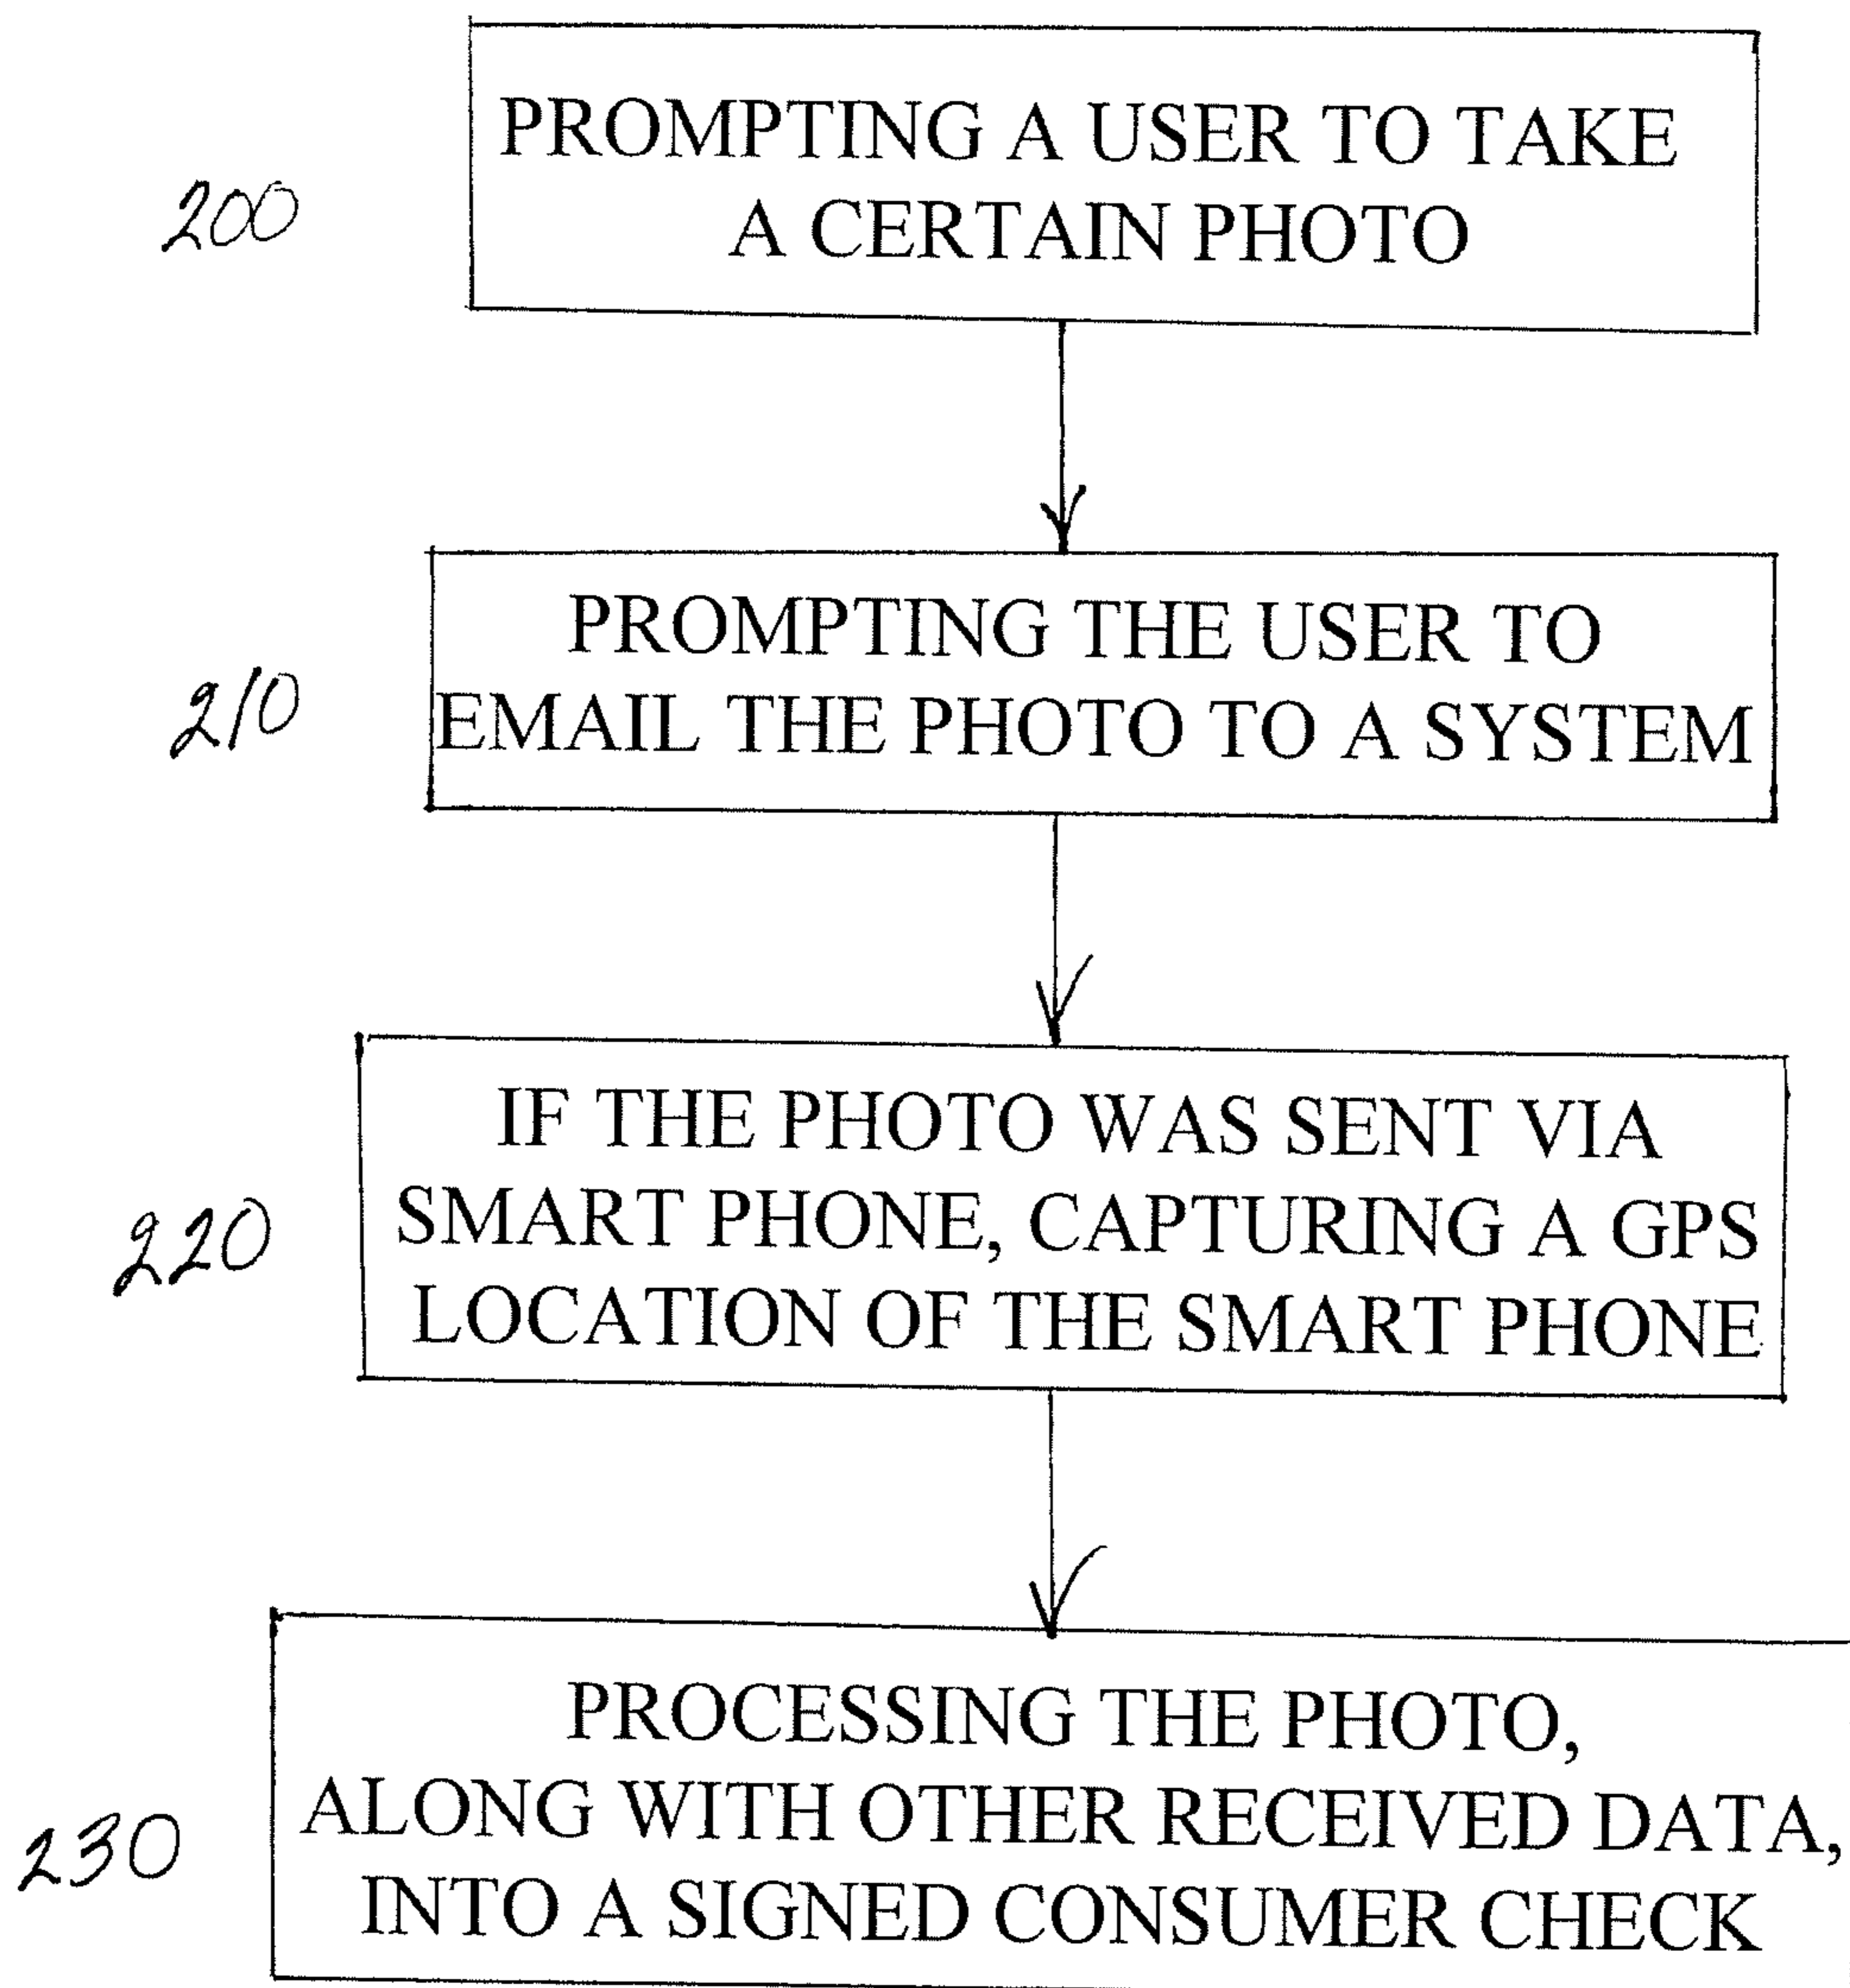 PROMPTING A USER TO TAKE
A CERTAIN PHOTO
200
PROMPTING THE USER TO
EMAIL THE PHOTO TO A SYSTEM
210
IF THE PHOTO WAS SENT VIA
SMART PHONE, CAPTURING A GPS
LOCATION OF THE SMART PHONE
220
PROCESSING THE PHOTO,
ALONG WITH OTHER RECEIVED DATA,
INTO A SIGNED CONSUMER CHECK
230